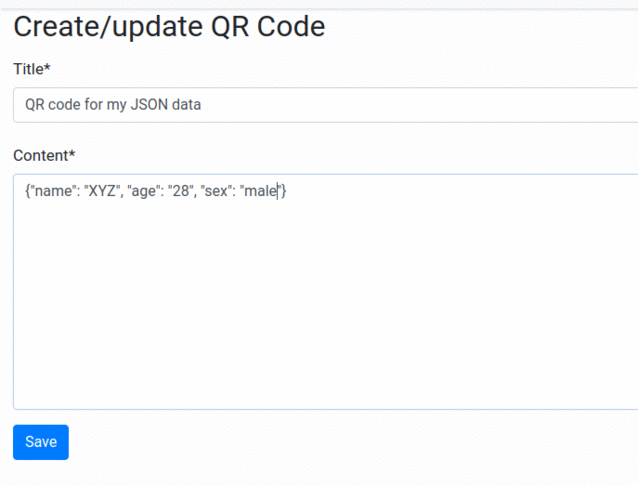 Create/update QR Code
Title*
QR code for my JSON data
Content*
{"name": "XYZ", "age": "28", "sex": "male"}
Save